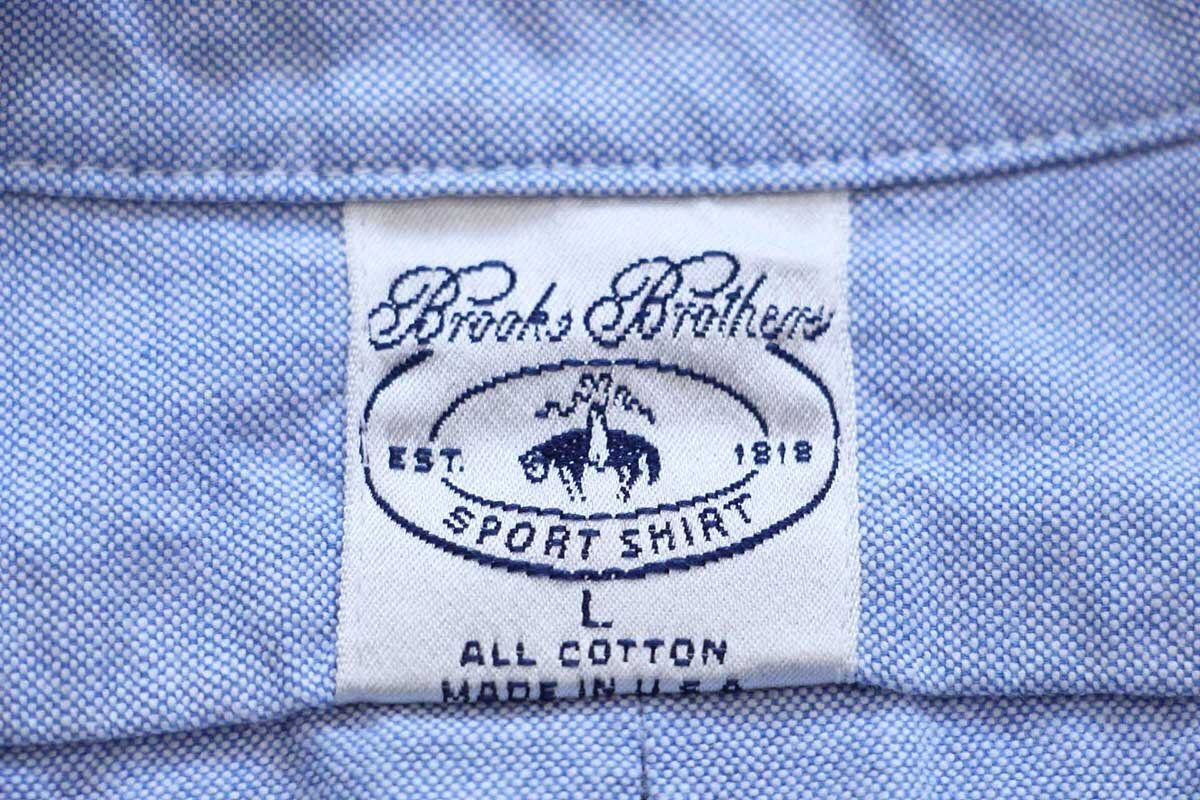 Brooks Brothers
EST. 1818
SPORT SHIRT
L
ALL COTTON
MADE IN U.S.A